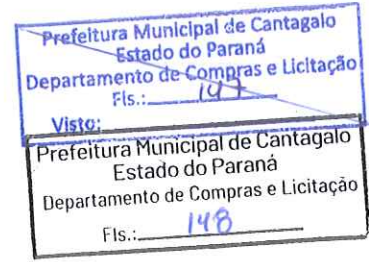 Prefeitura Municipal de Cantagalo
Estado do Paraná
Departamento de Compras e Licitação
Fls.: 147
Visto:
Prefeitura Municipal de Cantagalo
Estado do Paraná
Departamento de Compras e Licitação
Fls.: 148